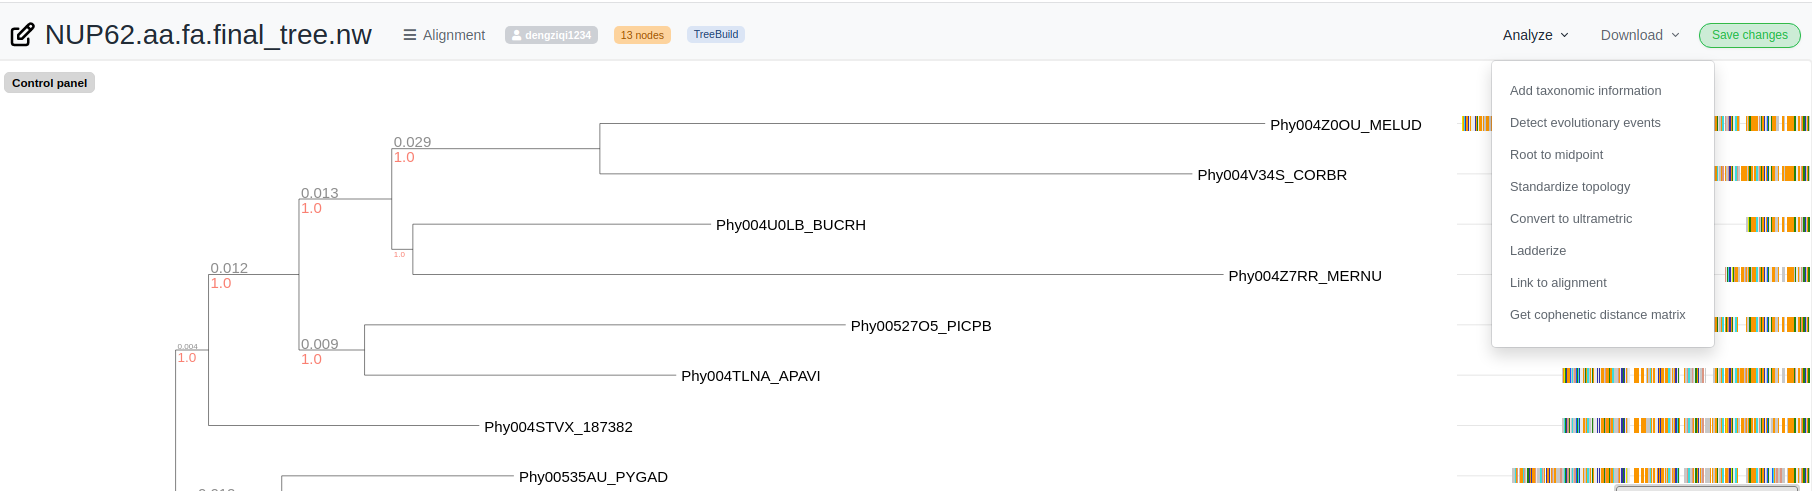 NUP62.aa.fa.final_tree.nw
Alignment
dengziqi1234
13 nodes
TreeBuild
Analyze
Download
Save changes
Control panel
Add taxonomic information
Detect evolutionary events
Root to midpoint
Standardize topology
Convert to ultrametric
Ladderize
Link to alignment
Get cophenetic distance matrix
Phy004Z0OU_MELUD
0.029
1.0
Phy004V34S_CORBR
0.013
1.0
Phy004U0LB_BUCRH
1.0
0.012
1.0
Phy004Z7RR_MERNU
Phy00527O5_PICPB
0.009
1.0
0.004
1.0
Phy004TLNA_APAVI
Phy004STVX_187382
Phy00535AU_PYGAD